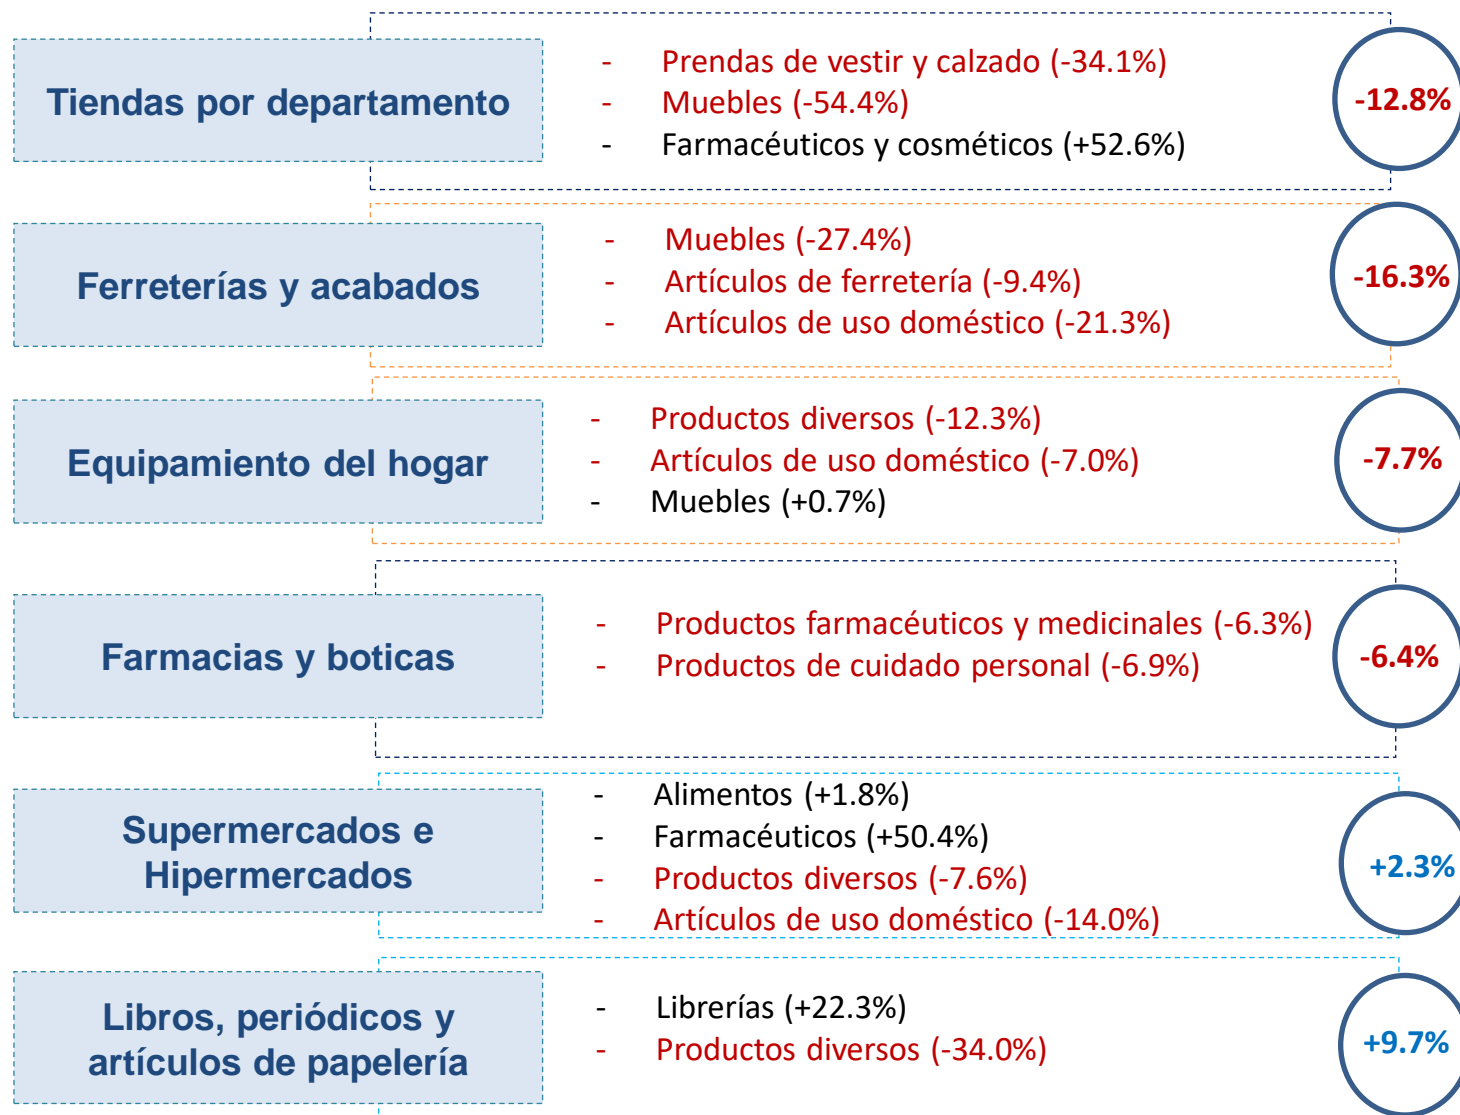 Tiendas por departamento
- Prendas de vestir y calzado (-34.1%)
- Muebles (-54.4%)
- Farmacéuticos y cosméticos (+52.6%)
-12.8%
Ferreterías y acabados
- Muebles (-27.4%)
- Artículos de ferretería (-9.4%)
- Artículos de uso doméstico (-21.3%)
-16.3%
Equipamiento del hogar
- Productos diversos (-12.3%)
- Artículos de uso doméstico (-7.0%)
- Muebles (+0.7%)
-7.7%
Farmacias y boticas
- Productos farmacéuticos y medicinales (-6.3%)
- Productos de cuidado personal (-6.9%)
-6.4%
Supermercados e
Hipermercados
- Alimentos (+1.8%)
- Farmacéuticos (+50.4%)
- Productos diversos (-7.6%)
- Artículos de uso doméstico (-14.0%)
+2.3%
Libros, periódicos y
artículos de papelería
- Librerías (+22.3%)
- Productos diversos (-34.0%)
+9.7%